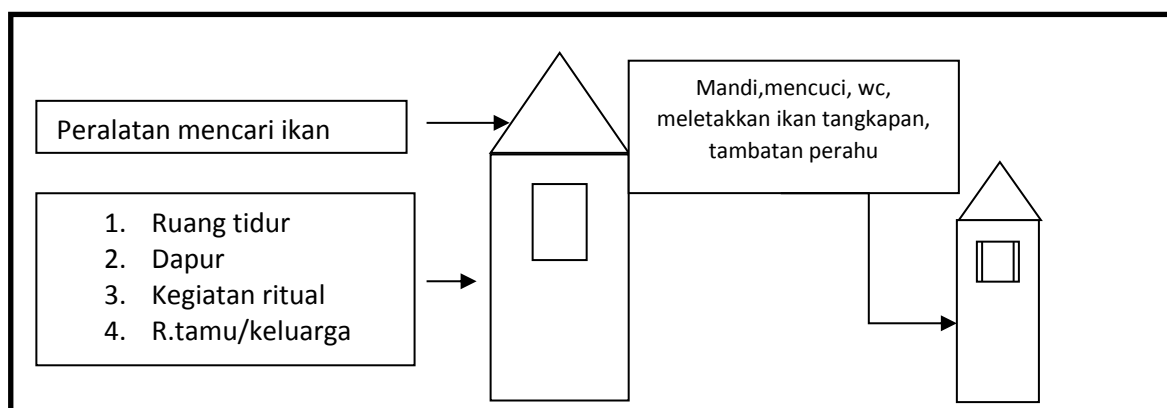 Peralatan mencari ikan
Mandi,mencuci, wc,
meletakkan ikan tangkapan,
tambatan perahu
1. Ruang tidur
2. Dapur
3. Kegiatan ritual
4. R.tamu/keluarga